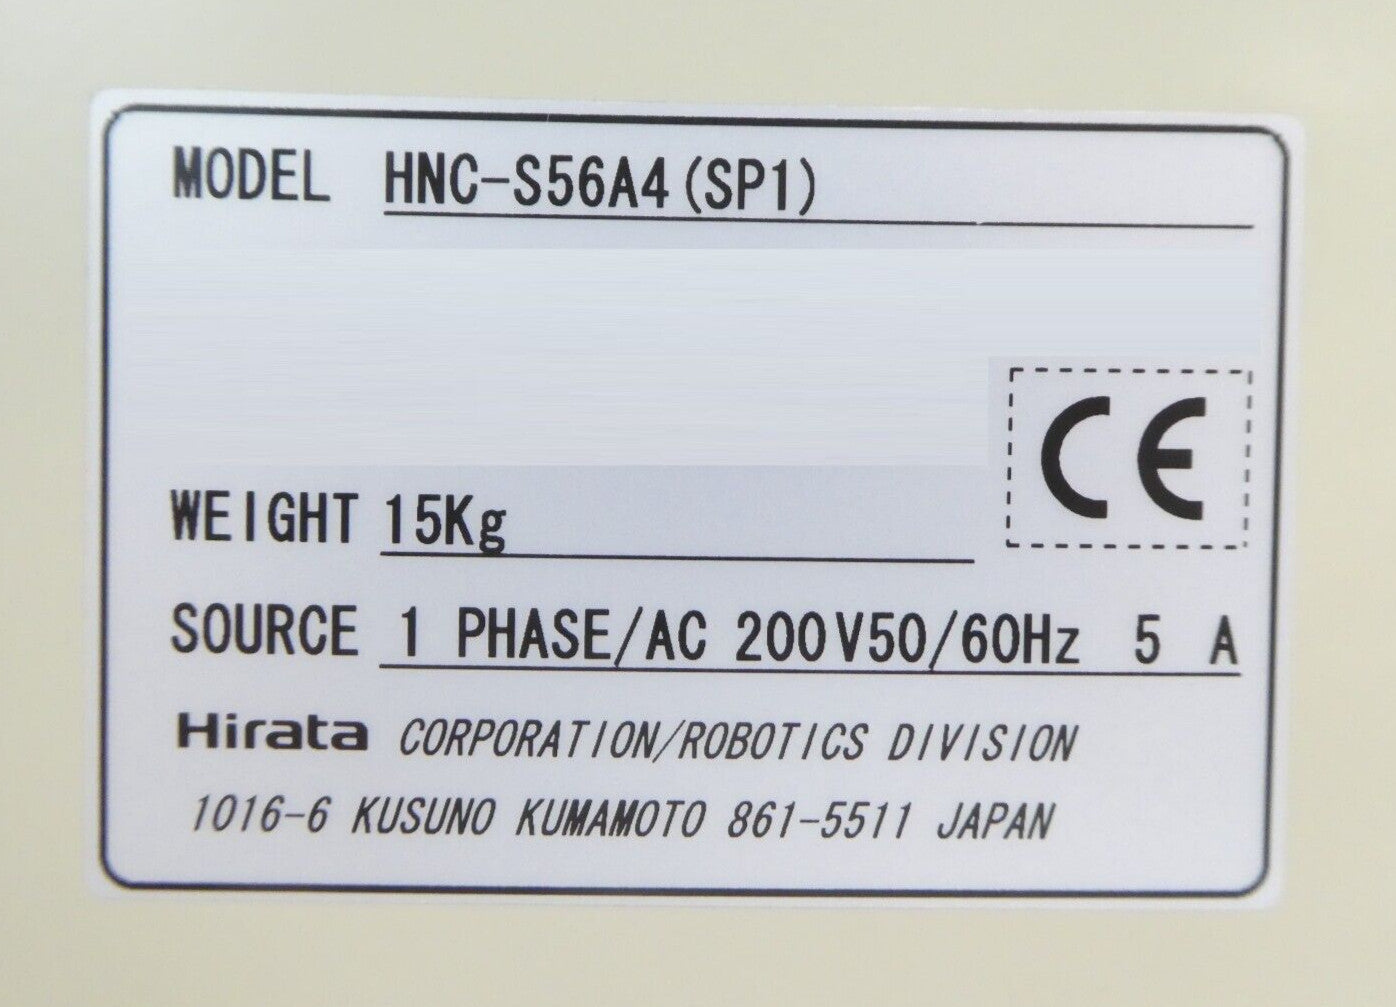 MODEL HNC-S56A4(SP1)
CE
WEIGHT 15Kg
SOURCE 1 PHASE/AC 200V50/60Hz 5 A
Hirata CORPORATION/ROBOTICS DIVISION
1016-6 KUSUNO KUMAMOTO 861-5511 JAPAN